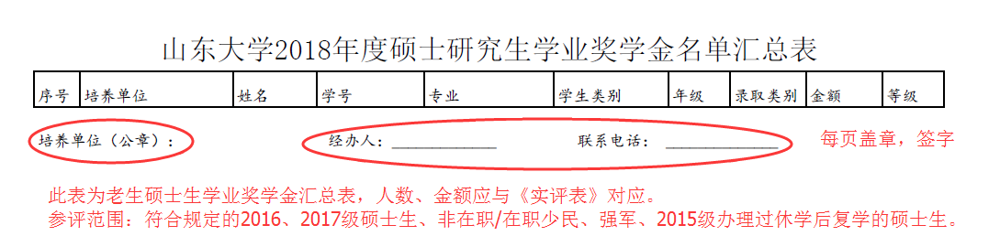 山东大学2018年度硕士研究生学业奖学金名单汇总表
序号 培养单位 姓名 学号 专业 学生类别 年级 录取类别 金额 等级
培养单位（公章）： 经办人：____________ 联系电话：______________ 每页盖章，签字
此表为老生硕士生学业奖学金汇总表，人数、金额应与《实评表》对应。
参评范围：符合规定的2016、2017级硕士生、非在职/在职少民、强军、2015级办理过休学后复学的硕士生。